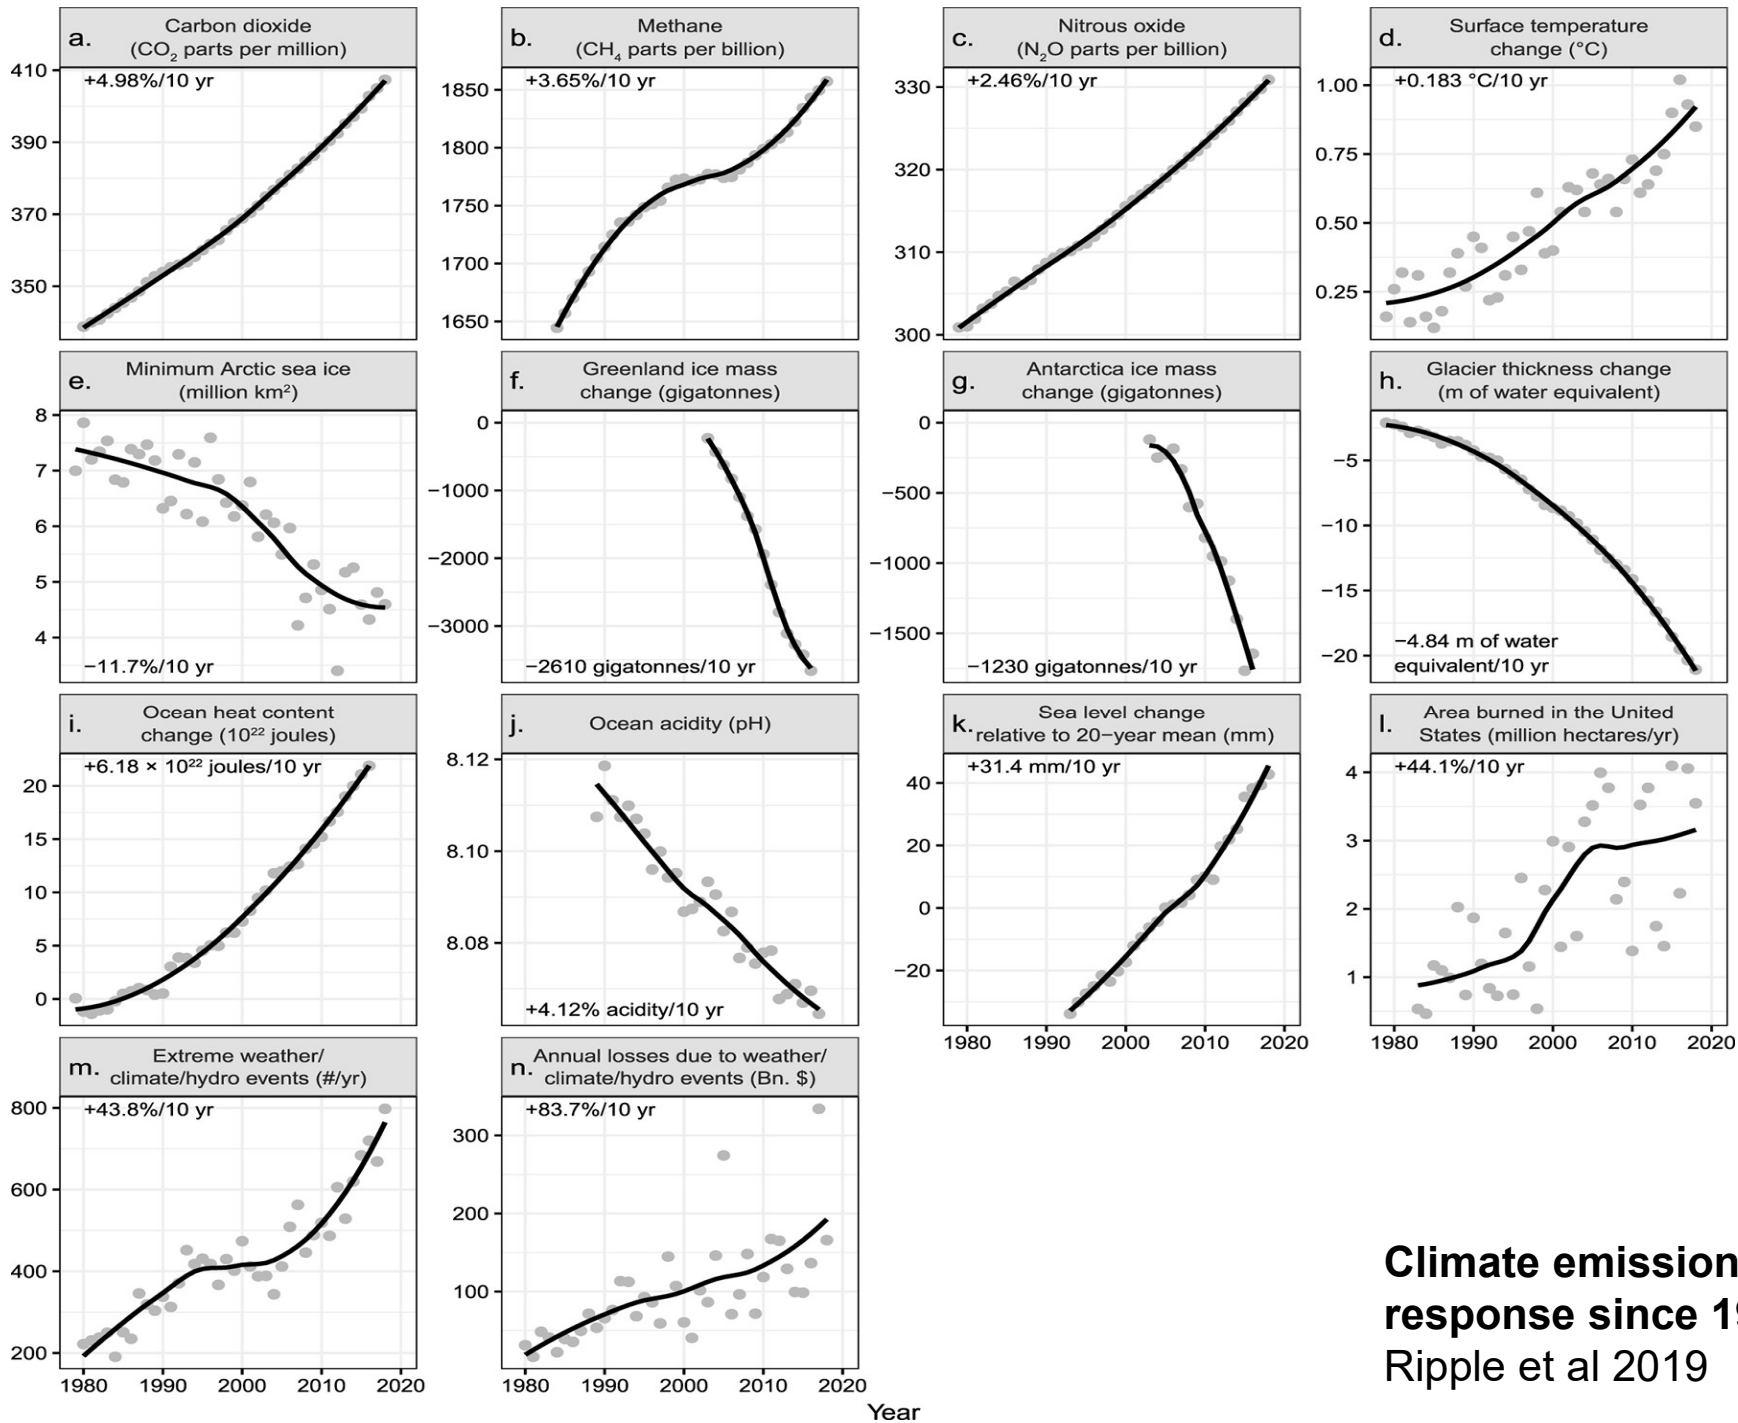 a.
Carbon dioxide
(CO₂ parts per million)
+4.98%/10 yr
410
390
370
350
b.
Methane
(CH₄ parts per billion)
+3.65%/10 yr
1850
1800
1750
1700
1650
c.
Nitrous oxide
(N₂O parts per billion)
+2.46%/10 yr
330
320
310
300
d.
Surface temperature
change (°C)
+0.183 °C/10 yr
1.00
0.75
0.50
0.25
e.
Minimum Arctic sea ice
(million km²)
8
7
6
5
4
−11.7%/10 yr
f.
Greenland ice mass
change (gigatonnes)
0
−1000
−2000
−3000
−2610 gigatonnes/10 yr
g.
Antarctica ice mass
change (gigatonnes)
0
−500
−1000
−1500
−1230 gigatonnes/10 yr
h.
Glacier thickness change
(m of water equivalent)
−5
−10
−15
−20
−4.84 m of water
equivalent/10 yr
i.
Ocean heat content
change (10²² joules)
+6.18 × 10²² joules/10 yr
20
15
10
5
0
j.
Ocean acidity (pH)
8.12
8.10
8.08
+4.12% acidity/10 yr
k.
Sea level change
relative to 20−year mean (mm)
+31.4 mm/10 yr
40
20
0
−20
1980 1990 2000 2010 2020
l.
Area burned in the United
States (million hectares/yr)
+44.1%/10 yr
4
3
2
1
1980 1990 2000 2010 2020
m.
Extreme weather/
climate/hydro events (#/yr)
+43.8%/10 yr
800
600
400
200
1980 1990 2000 2010 2020
n.
Annual losses due to weather/
climate/hydro events (Bn. $)
+83.7%/10 yr
300
200
100
1980 1990 2000 2010 2020
Year
Climate emission
response since 19
Ripple et al 2019